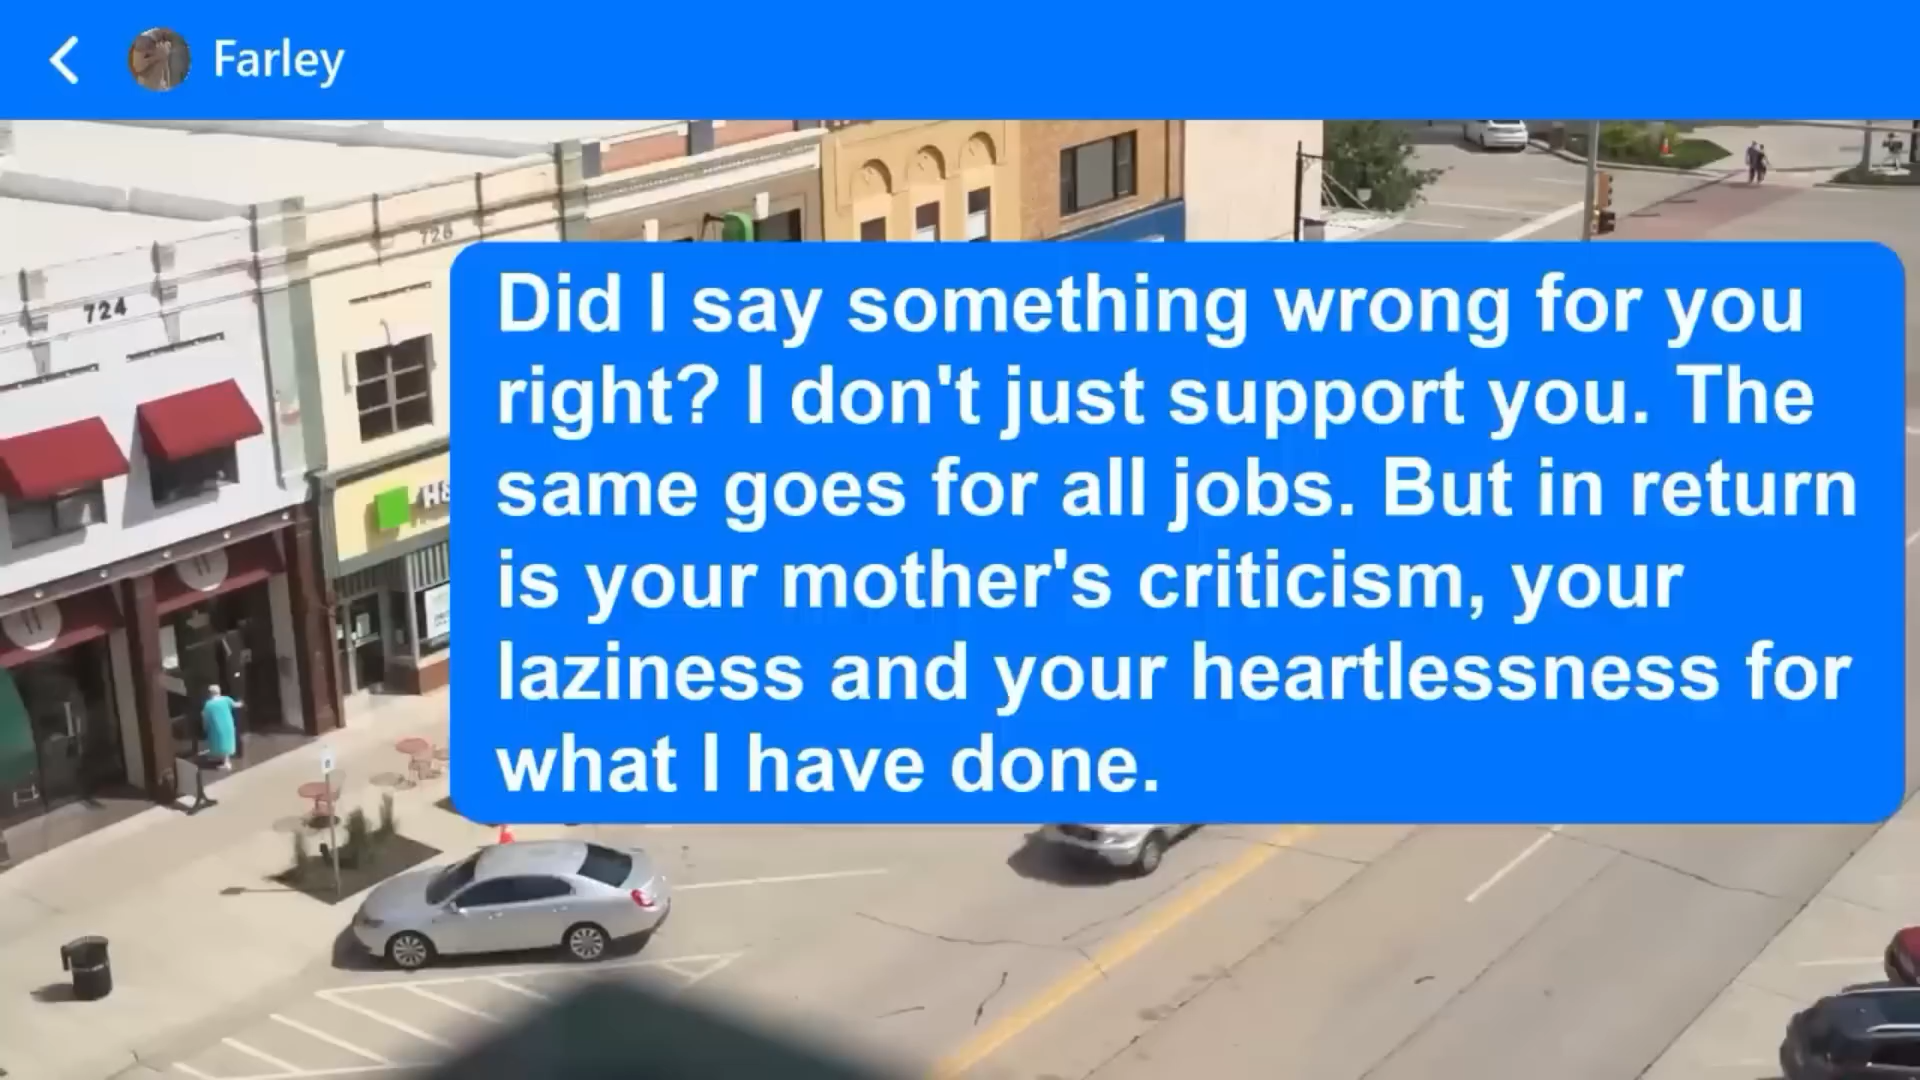 Farley
724
728
H&
Did I say something wrong for you
right? I don't just support you. The
same goes for all jobs. But in return
is your mother's criticism, your
laziness and your heartlessness for
what I have done.